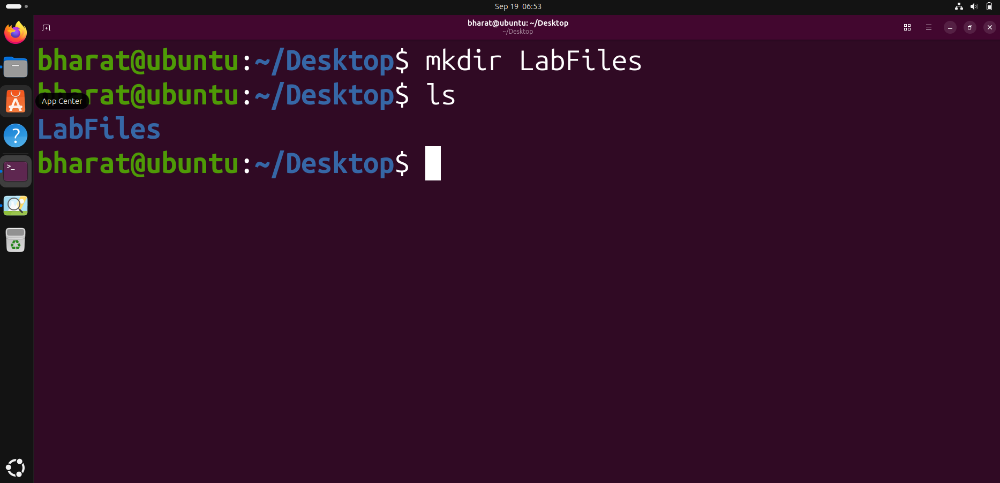 Sep 19 06:53
bharat@ubuntu: ~/Desktop
~/Desktop
bharat@ubuntu:~/Desktop$ mkdir LabFiles
bharat@ubuntu:~/Desktop$ ls
App Center
LabFiles
bharat@ubuntu:~/Desktop$